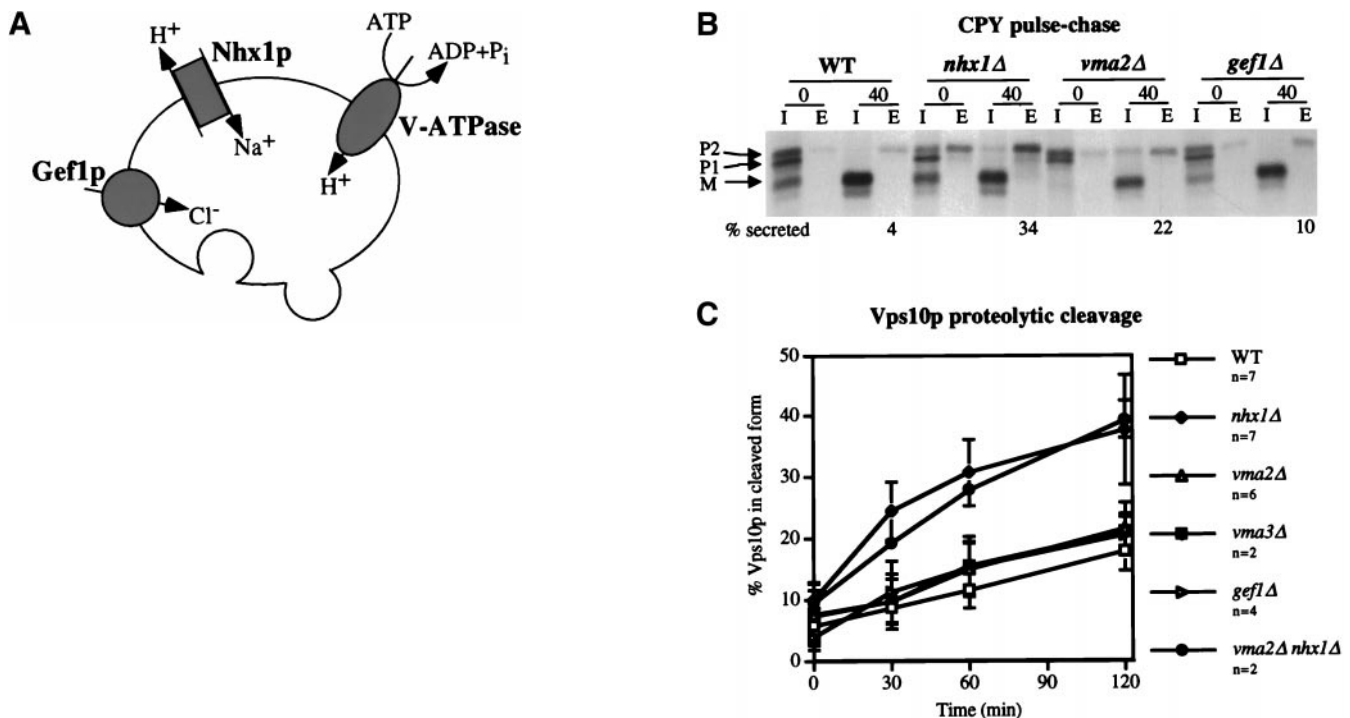 A
H+
Nhx1p
ATP
ADP+Pi
V-ATPase
Na+
H+
Gef1p
Cl-
B
CPY pulse-chase
WT nhx1Δ vma2Δ gef1Δ
0 40 0 40 0 40 0 40
I E I E I E I E I E I E I E I E
P2
P1
M
% secreted 4 34 22 10
C
Vps10p proteolytic cleavage
% Vps10p in cleaved form
50
40
30
20
10
0
0 30 60 90 120
Time (min)
WT
n=7
nhx1Δ
n=7
vma2Δ
n=6
vma3Δ
n=2
gef1Δ
n=4
vma2Δ nhx1Δ
n=2